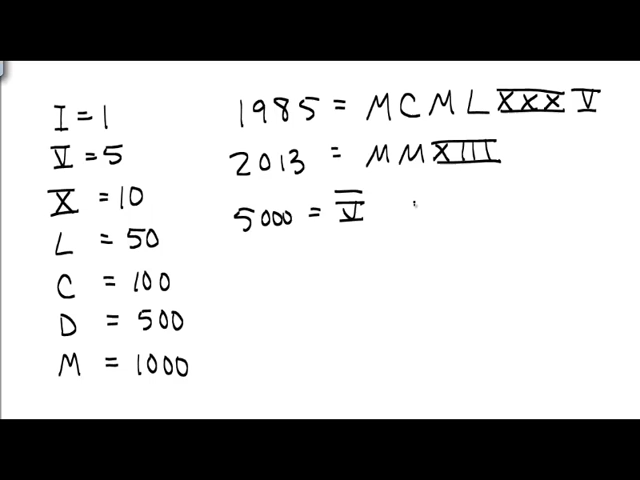 I = 1
V = 5
X = 10
L = 50
C = 100
D = 500
M = 1000
1985 = MCMLXXXV
2013 = MMXIII
5000 = V̅